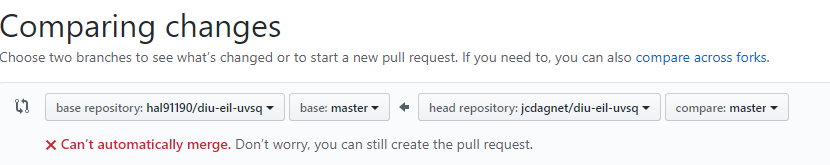 Comparing changes
Choose two branches to see what's changed or to start a new pull request. If you need to, you can also compare across forks.
base repository: hal91190/diu-eil-uvsq base: master head repository: jcdagnet/diu-eil-uvsq compare: master
Can't automatically merge. Don't worry, you can still create the pull request.